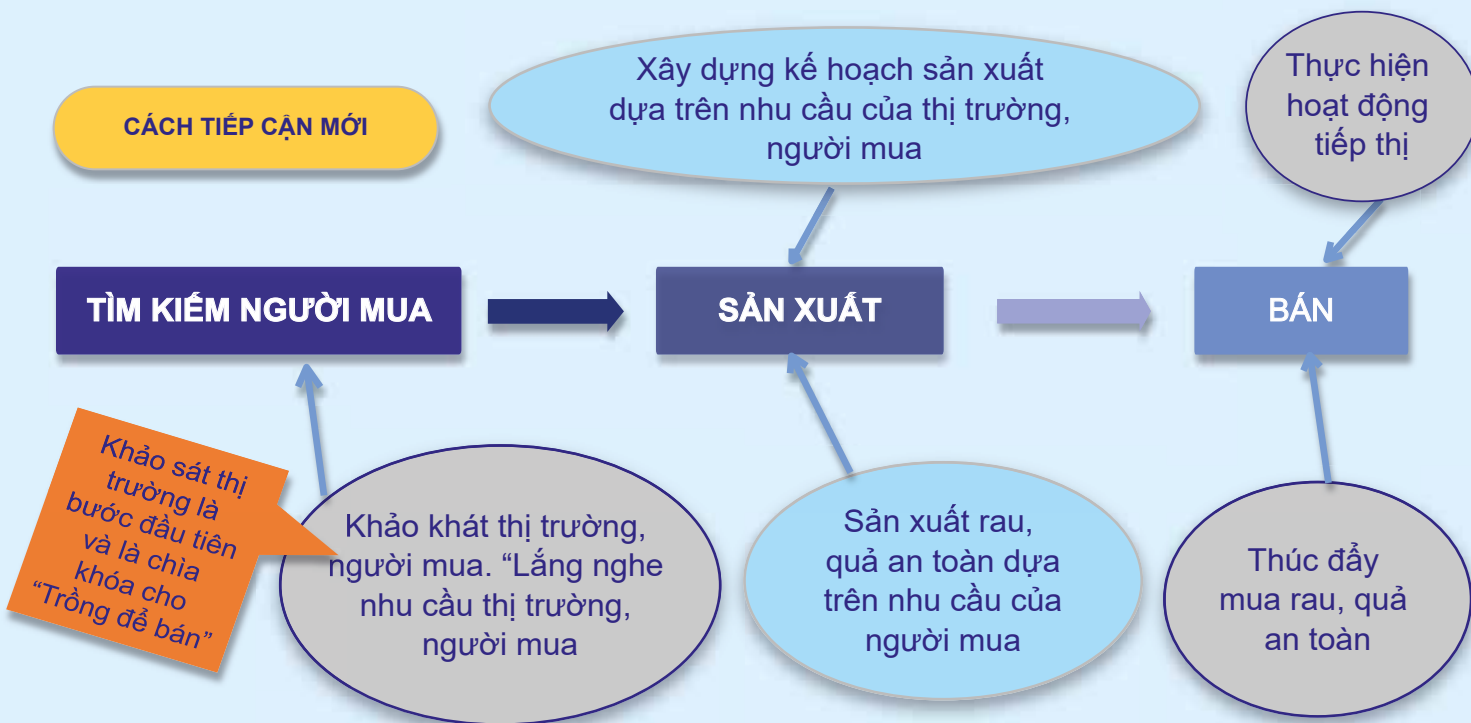 CÁCH TIẾP CẬN MỚI
Xây dựng kế hoạch sản xuất
dựa trên nhu cầu của thị trường,
người mua
Thực hiện
hoạt động
tiếp thị
TÌM KIẾM NGƯỜI MUA
SẢN XUẤT
BÁN
Khảo sát thị
trường là
bước đầu tiên
và là chìa
khóa cho
“Trồng để bán”
Khảo khát thị trường,
người mua. “Lắng nghe
nhu cầu thị trường,
người mua
Sản xuất rau,
quả an toàn dựa
trên nhu cầu của
người mua
Thúc đẩy
mua rau, quả
an toàn